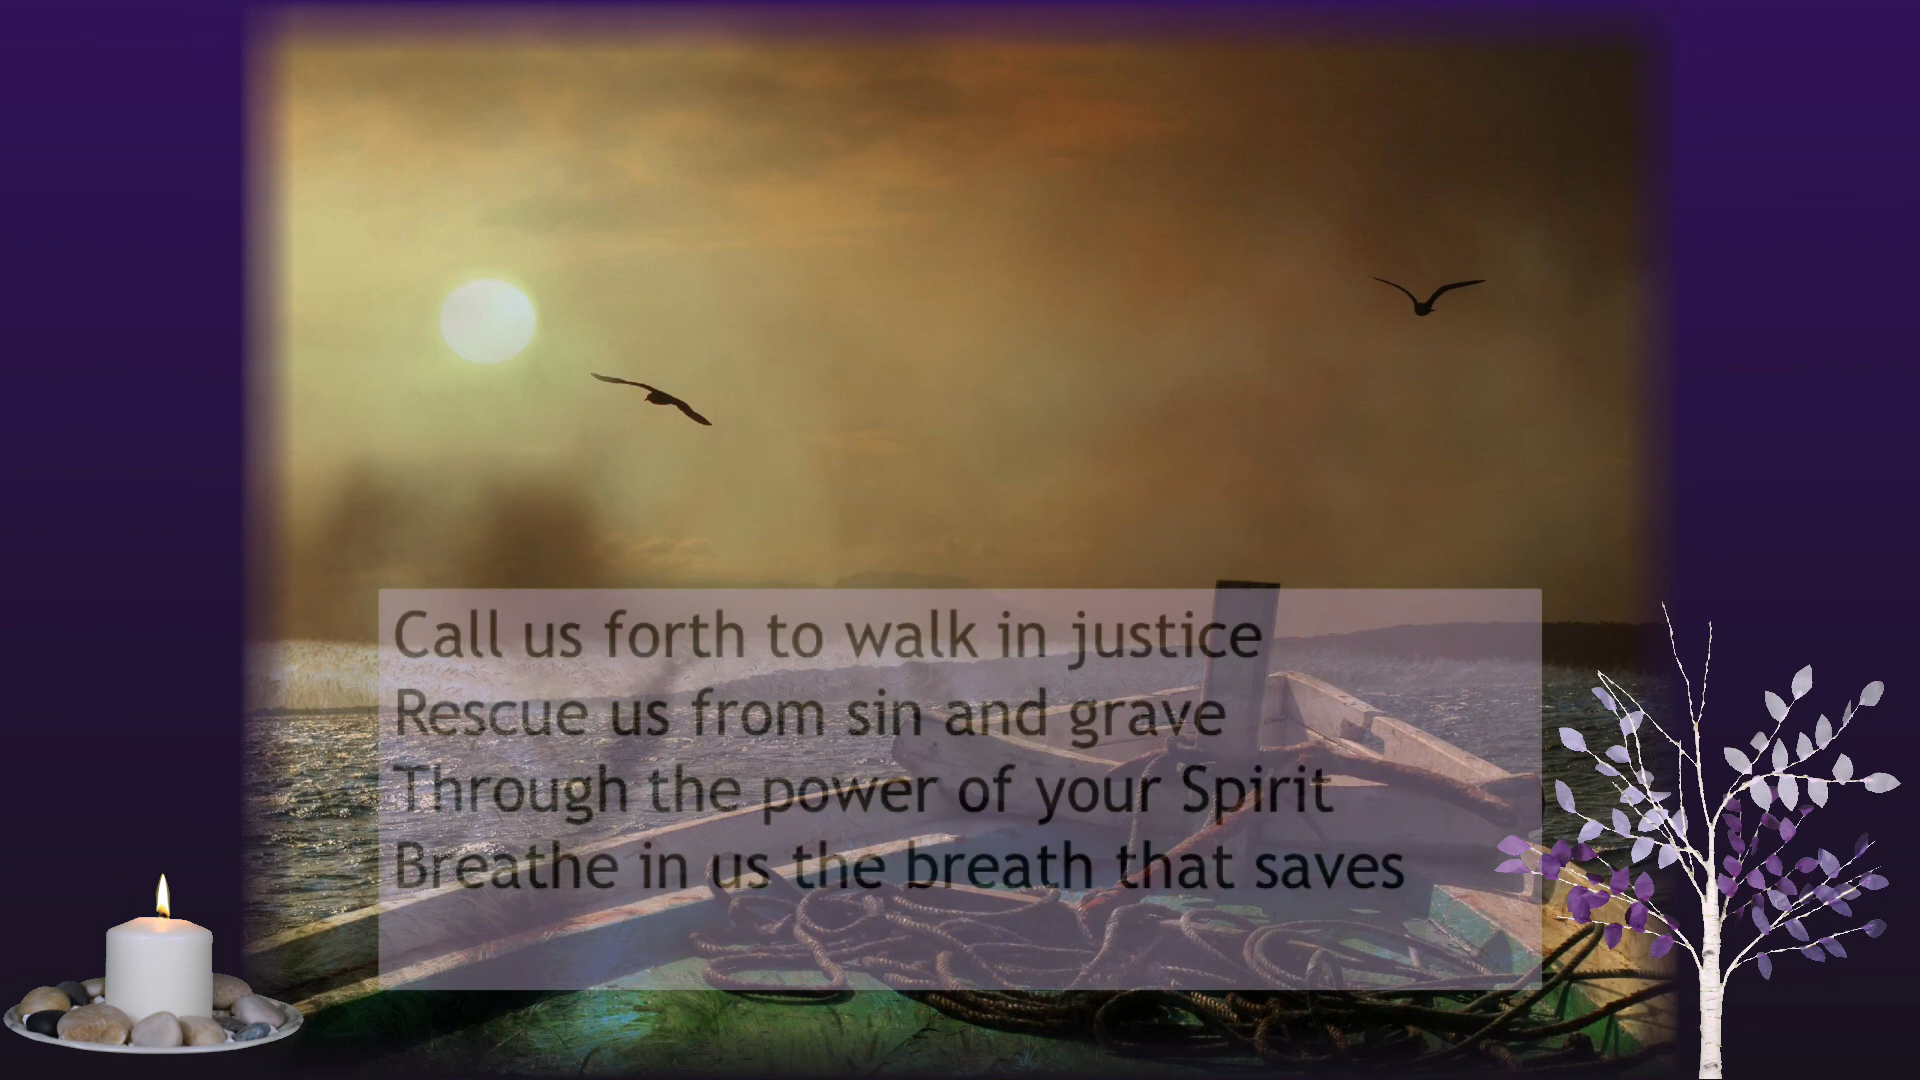 Call us forth to walk in justice
Rescue us from sin and grave
Through the power of your Spirit
Breathe in us the breath that saves